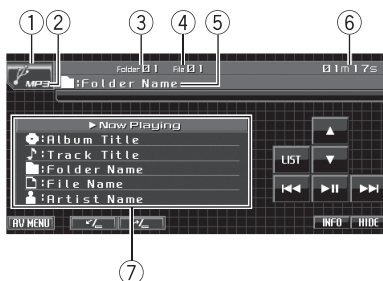 ① ② ③ ④ ⑤ ⑥
MP3 Folder 01 File 01 01m17s
:Folder Name
►Now Playing
:Album Title
:Track Title
:Folder Name
:File Name
:Artist Name
LIST ▲ ▼
I◄◄ ►II ►►I
AV MENU INFO HIDE
⑦